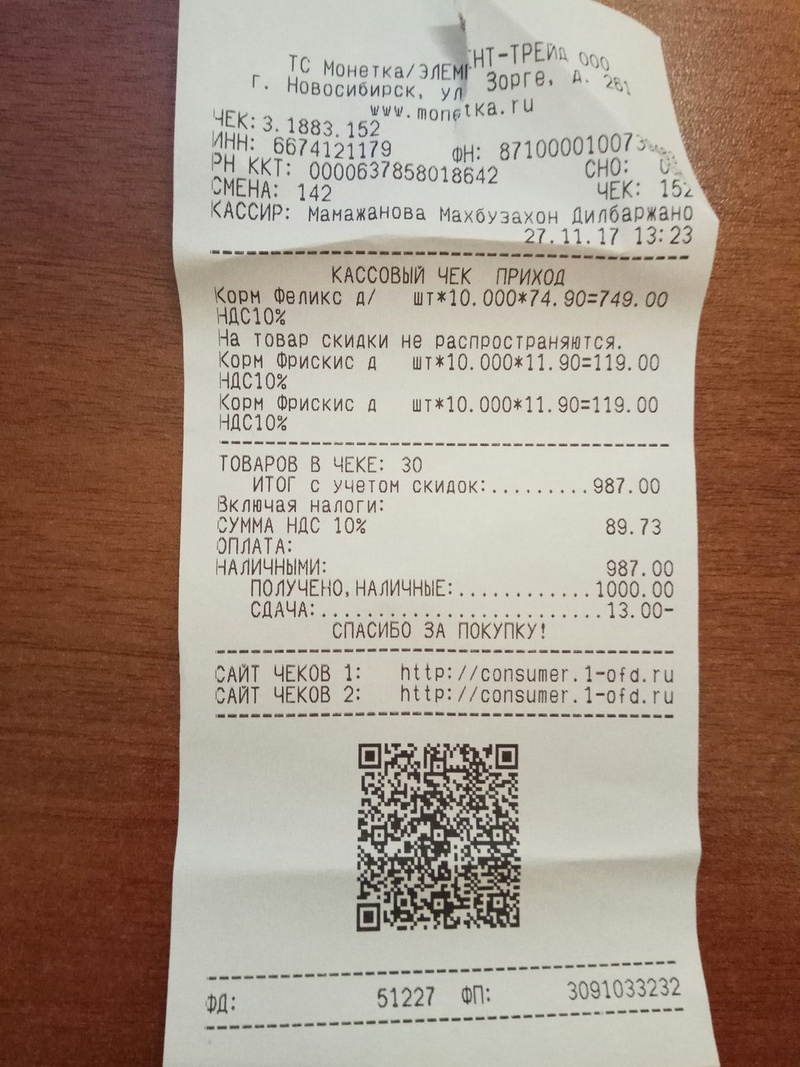 ТС Монетка/ЭЛЕМЕНТ-ТРЕЙД ООО
г. Новосибирск, ул Зорге, д. 261
www.monetka.ru
ЧЕК: 3.1883.152
ИНН: 6674121179 ФН: 87100001007
РН ККТ: 0000637858018642 СНО:
СМЕНА: 142 ЧЕК: 152
КАССИР: Мамажанова Махбузахон Дилбаржано
27.11.17 13:23
КАССОВЫЙ ЧЕК ПРИХОД
Корм Феликс д/ шт*10.000*74.90=749.00
НДС10%
На товар скидки не распространяются.
Корм Фрискис д шт*10.000*11.90=119.00
НДС10%
Корм Фрискис д шт*10.000*11.90=119.00
НДС10%
ТОВАРОВ В ЧЕКЕ: 30
ИТОГ с учетом скидок:.........987.00
Включая налоги:
СУММА НДС 10% 89.73
ОПЛАТА:
НАЛИЧНЫМИ: 987.00
ПОЛУЧЕНО,НАЛИЧНЫЕ:............1000.00
СДАЧА:.........................13.00-
СПАСИБО ЗА ПОКУПКУ!
САЙТ ЧЕКОВ 1: http://consumer.1-ofd.ru
САЙТ ЧЕКОВ 2: http://consumer.1-ofd.ru
ФД: 51227 ФП: 3091033232